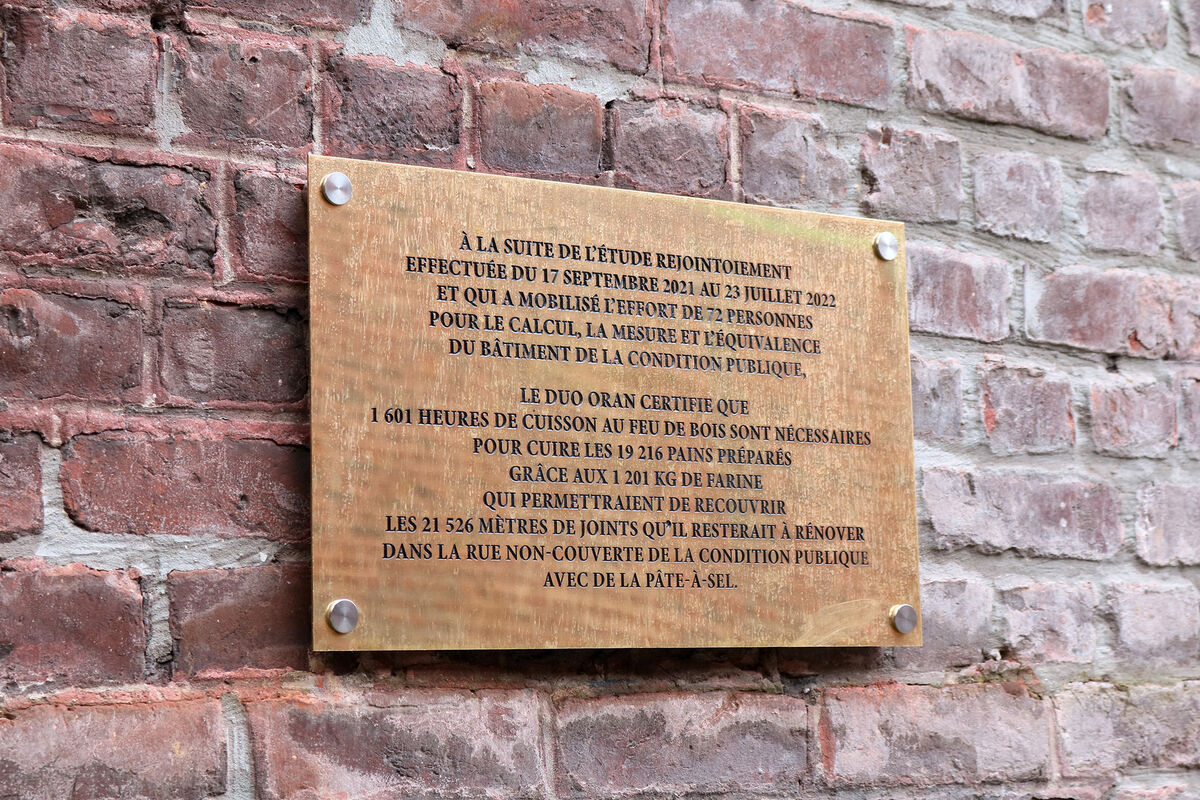 À LA SUITE DE L'ÉTUDE REJOINTOIEMENT
EFFECTUÉE DU 17 SEPTEMBRE 2021 AU 23 JUILLET 2022
ET QUI A MOBILISÉ L'EFFORT DE 72 PERSONNES
POUR LE CALCUL, LA MESURE ET L'ÉQUIVALENCE
DU BÂTIMENT DE LA CONDITION PUBLIQUE,
LE DUO ORAN CERTIFIE QUE
1 601 HEURES DE CUISSON AU FEU DE BOIS SONT NÉCESSAIRES
POUR CUIRE LES 19 216 PAINS PRÉPARÉS
GRÂCE AUX 1 201 KG DE FARINE
QUI PERMETTRAIENT DE RECOUVRIR
LES 21 526 MÈTRES DE JOINTS QU'IL RESTERAIT À RÉNOVER
DANS LA RUE NON-COUVERTE DE LA CONDITION PUBLIQUE
AVEC DE LA PÂTE-À-SEL.